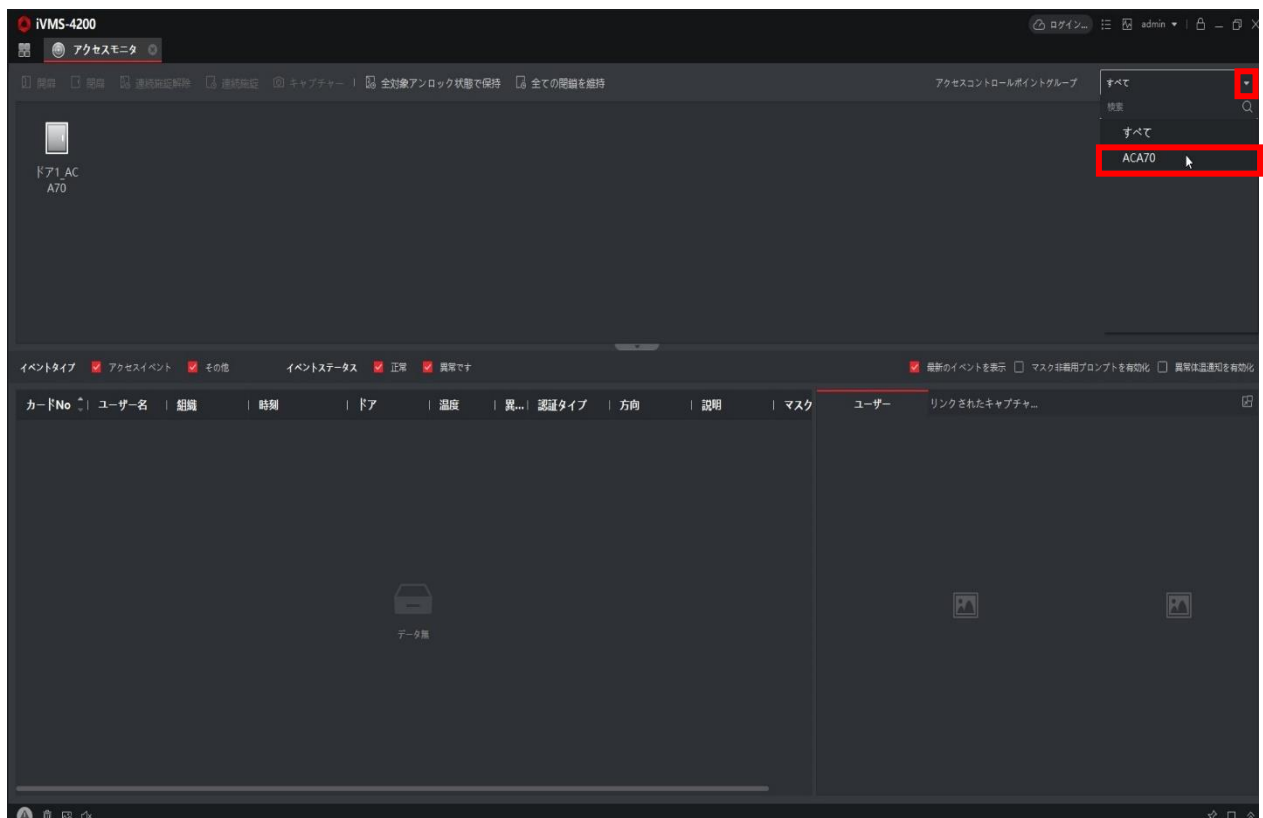 iVMS-4200
ログイン... admin
アクセスモニタ
開扉 閉扉 連続施錠解除 連続施錠 キャプチャー 全対象アンロック状態で保持 全ての閉鎖を維持 アクセスコントロールポイントグループ すべて
検索
すべて
ACA70
ドア1_AC
A70
イベントタイプ アクセスイベント その他 イベントステータス 正常 異常です 最新のイベントを表示 マスク非着用プロンプトを有効化 異常体温通知を有効化
カードNo ユーザー名 組織 時刻 ドア 温度 異... 認証タイプ 方向 説明 マスク ユーザー リンクされたキャプチャ...
データ無